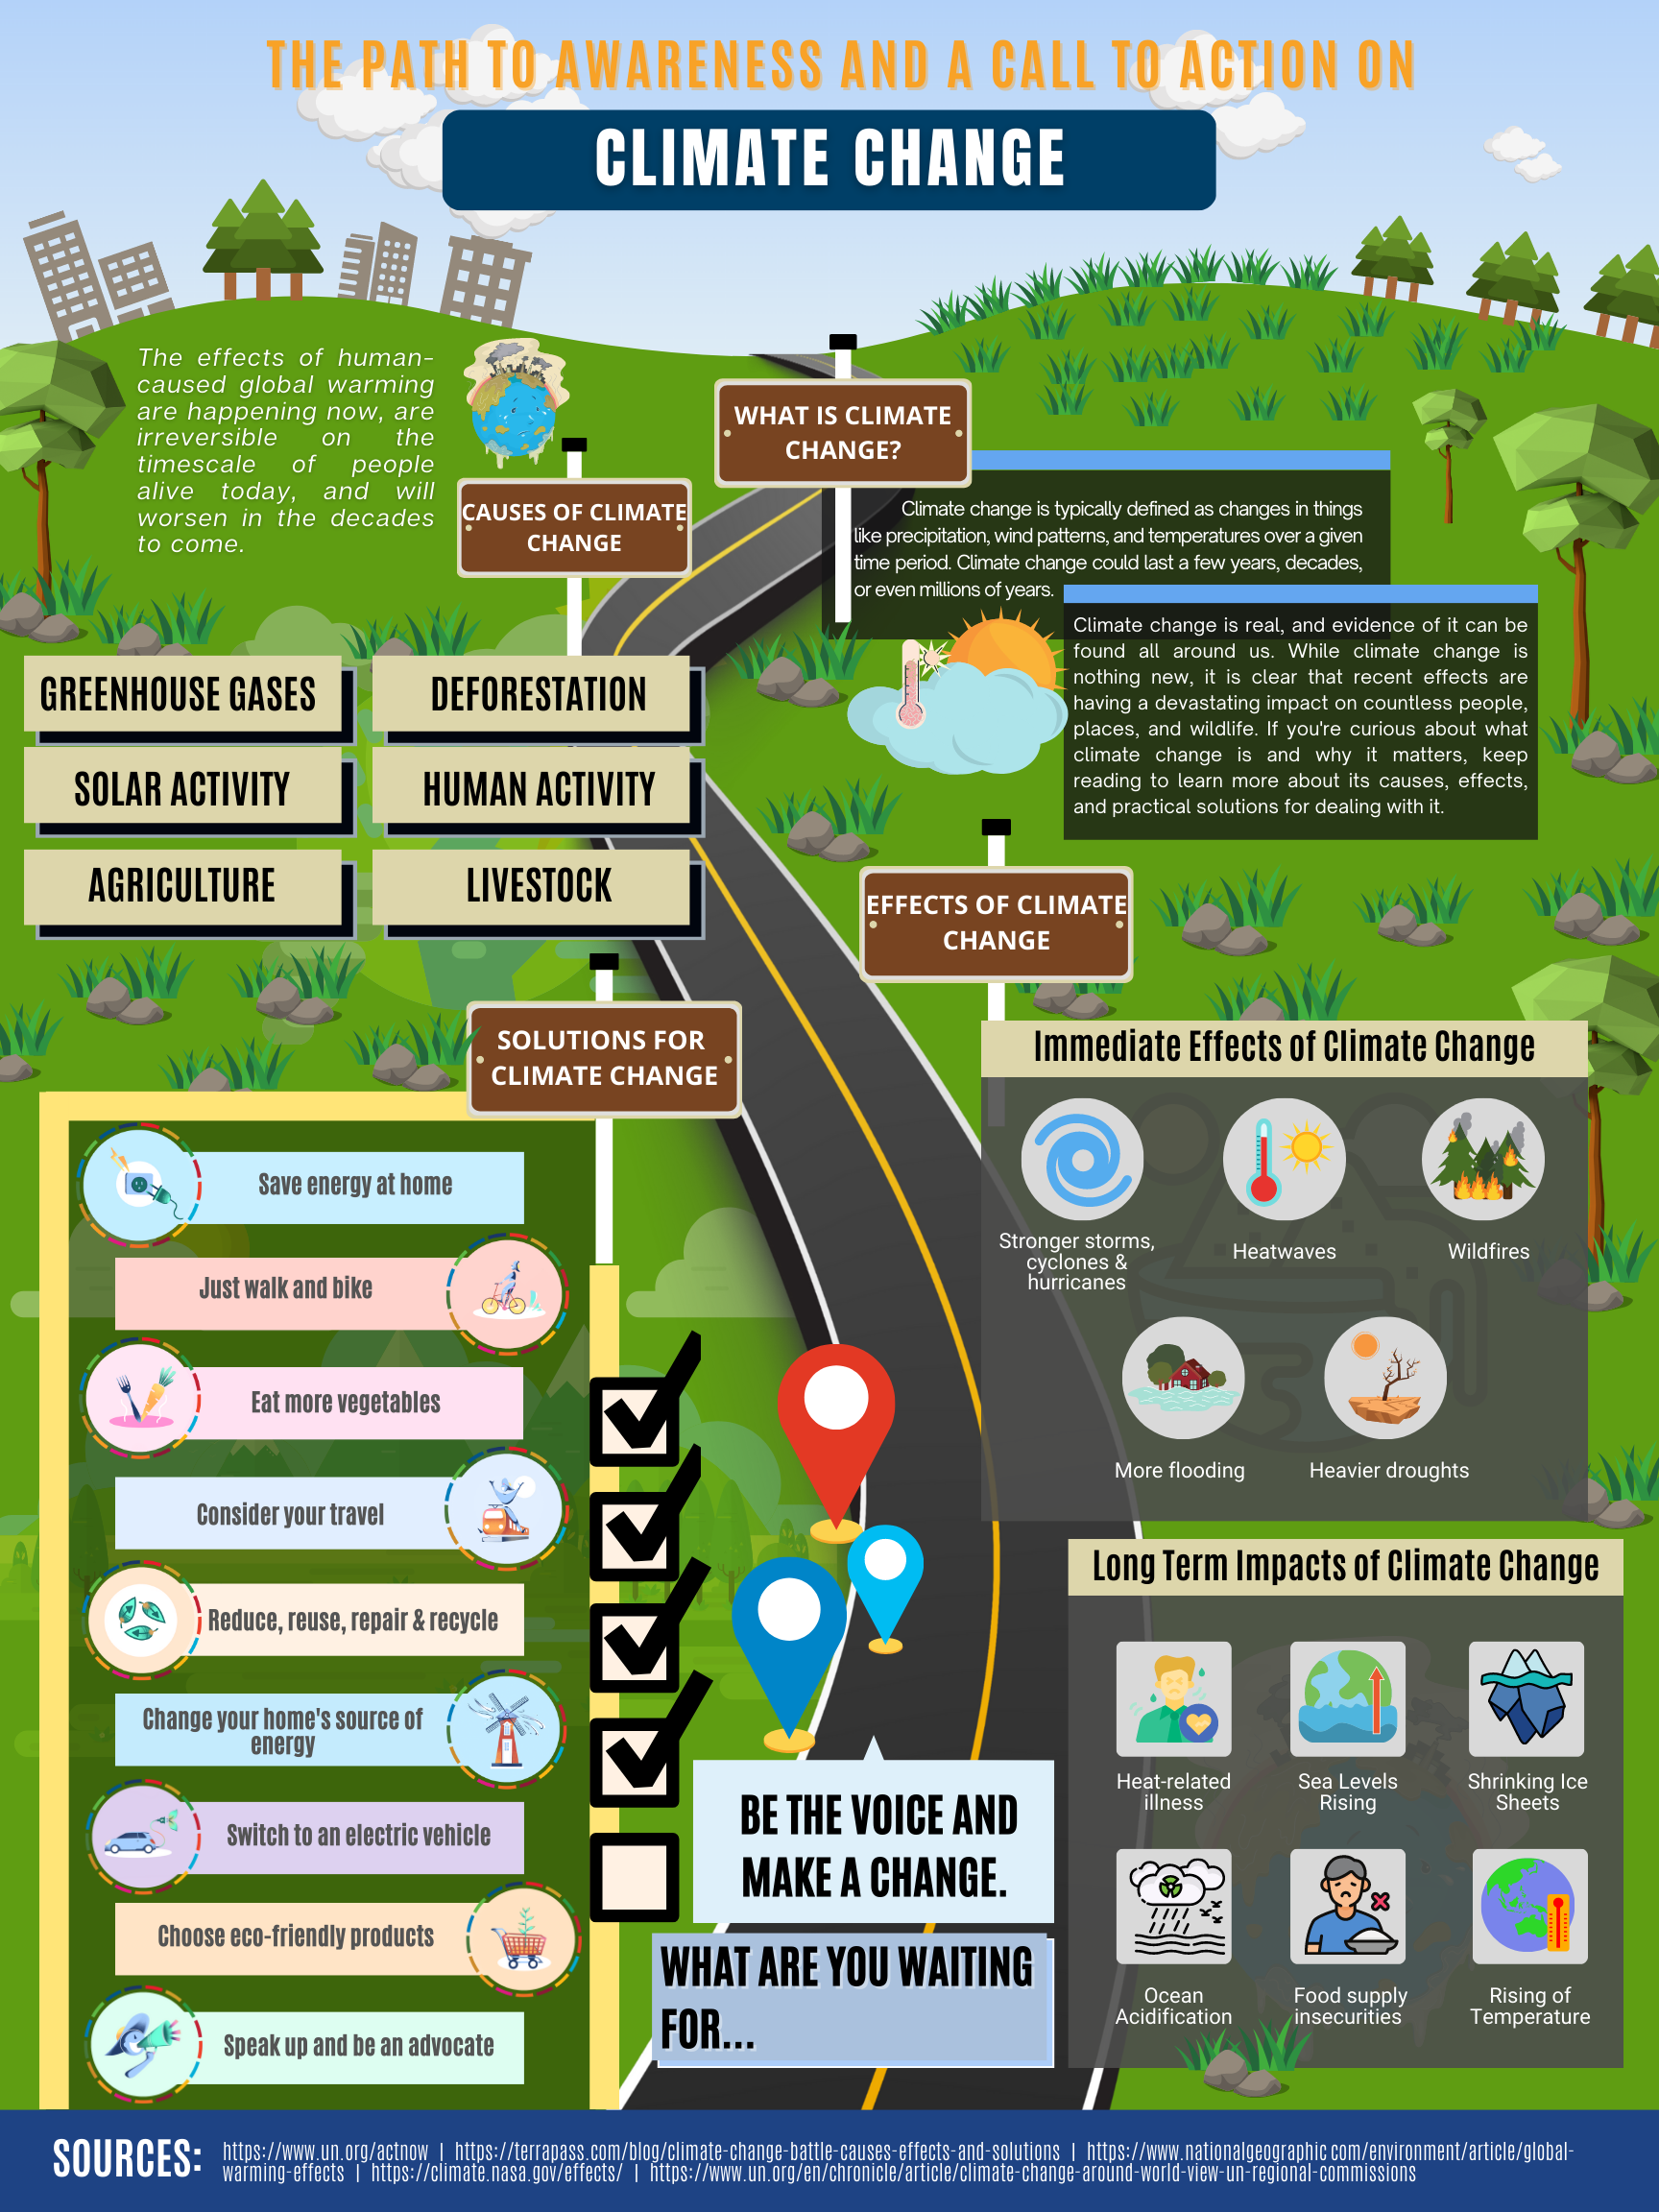 THE PATH TO AWARENESS AND A CALL TO ACTION ON
CLIMATE CHANGE
The effects of human-
caused global warming
are happening now, are
irreversible on the
timescale of people
alive today, and will
worsen in the decades
to come.
WHAT IS CLIMATE
CHANGE?
Climate change is typically defined as changes in things
like precipitation, wind patterns, and temperatures over a given
time period. Climate change could last a few years, decades,
or even millions of years.
Climate change is real, and evidence of it can be
found all around us. While climate change is
nothing new, it is clear that recent effects are
having a devastating impact on countless people,
places, and wildlife. If you're curious about what
climate change is and why it matters, keep
reading to learn more about its causes, effects,
and practical solutions for dealing with it.
CAUSES OF CLIMATE
CHANGE
GREENHOUSE GASES
DEFORESTATION
SOLAR ACTIVITY
HUMAN ACTIVITY
AGRICULTURE
LIVESTOCK
EFFECTS OF CLIMATE
CHANGE
Immediate Effects of Climate Change
Stronger storms,
cyclones &
hurricanes
Heatwaves
Wildfires
More flooding
Heavier droughts
Long Term Impacts of Climate Change
Heat-related
illness
Sea Levels
Rising
Shrinking Ice
Sheets
Ocean
Acidification
Food supply
insecurities
Rising of
Temperature
SOLUTIONS FOR
CLIMATE CHANGE
Save energy at home
Just walk and bike
Eat more vegetables
Consider your travel
Reduce, reuse, repair & recycle
Change your home's source of
energy
Switch to an electric vehicle
Choose eco-friendly products
Speak up and be an advocate
BE THE VOICE AND
MAKE A CHANGE.
WHAT ARE YOU WAITING
FOR...
SOURCES:
https://www.un.org/actnow | https://terrapass.com/blog/climate-change-battle-causes-effects-and-solutions | https://www.nationalgeographic.com/environment/article/global-
warming-effects | https://climate.nasa.gov/effects/ | https://www.un.org/en/chronicle/article/climate-change-around-world-view-un-regional-commissions